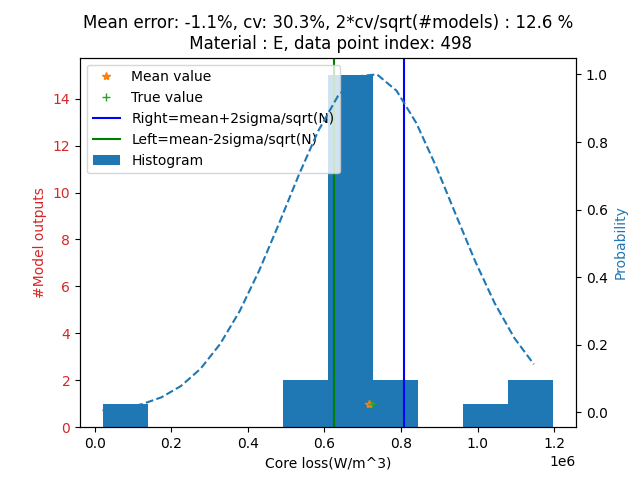 Mean error: -1.1%, cv: 30.3%, 2*cv/sqrt(#models) : 12.6 %
Material : E, data point index: 498
Mean value
True value
Right=mean+2sigma/sqrt(N)
Left=mean-2sigma/sqrt(N)
Histogram
#Model outputs
14
12
10
8
6
4
2
0
1.0
0.8
0.6
0.4
0.2
0.0
Probability
0.0 0.2 0.4 0.6 0.8 1.0 1.2
1e6
Core loss(W/m^3)